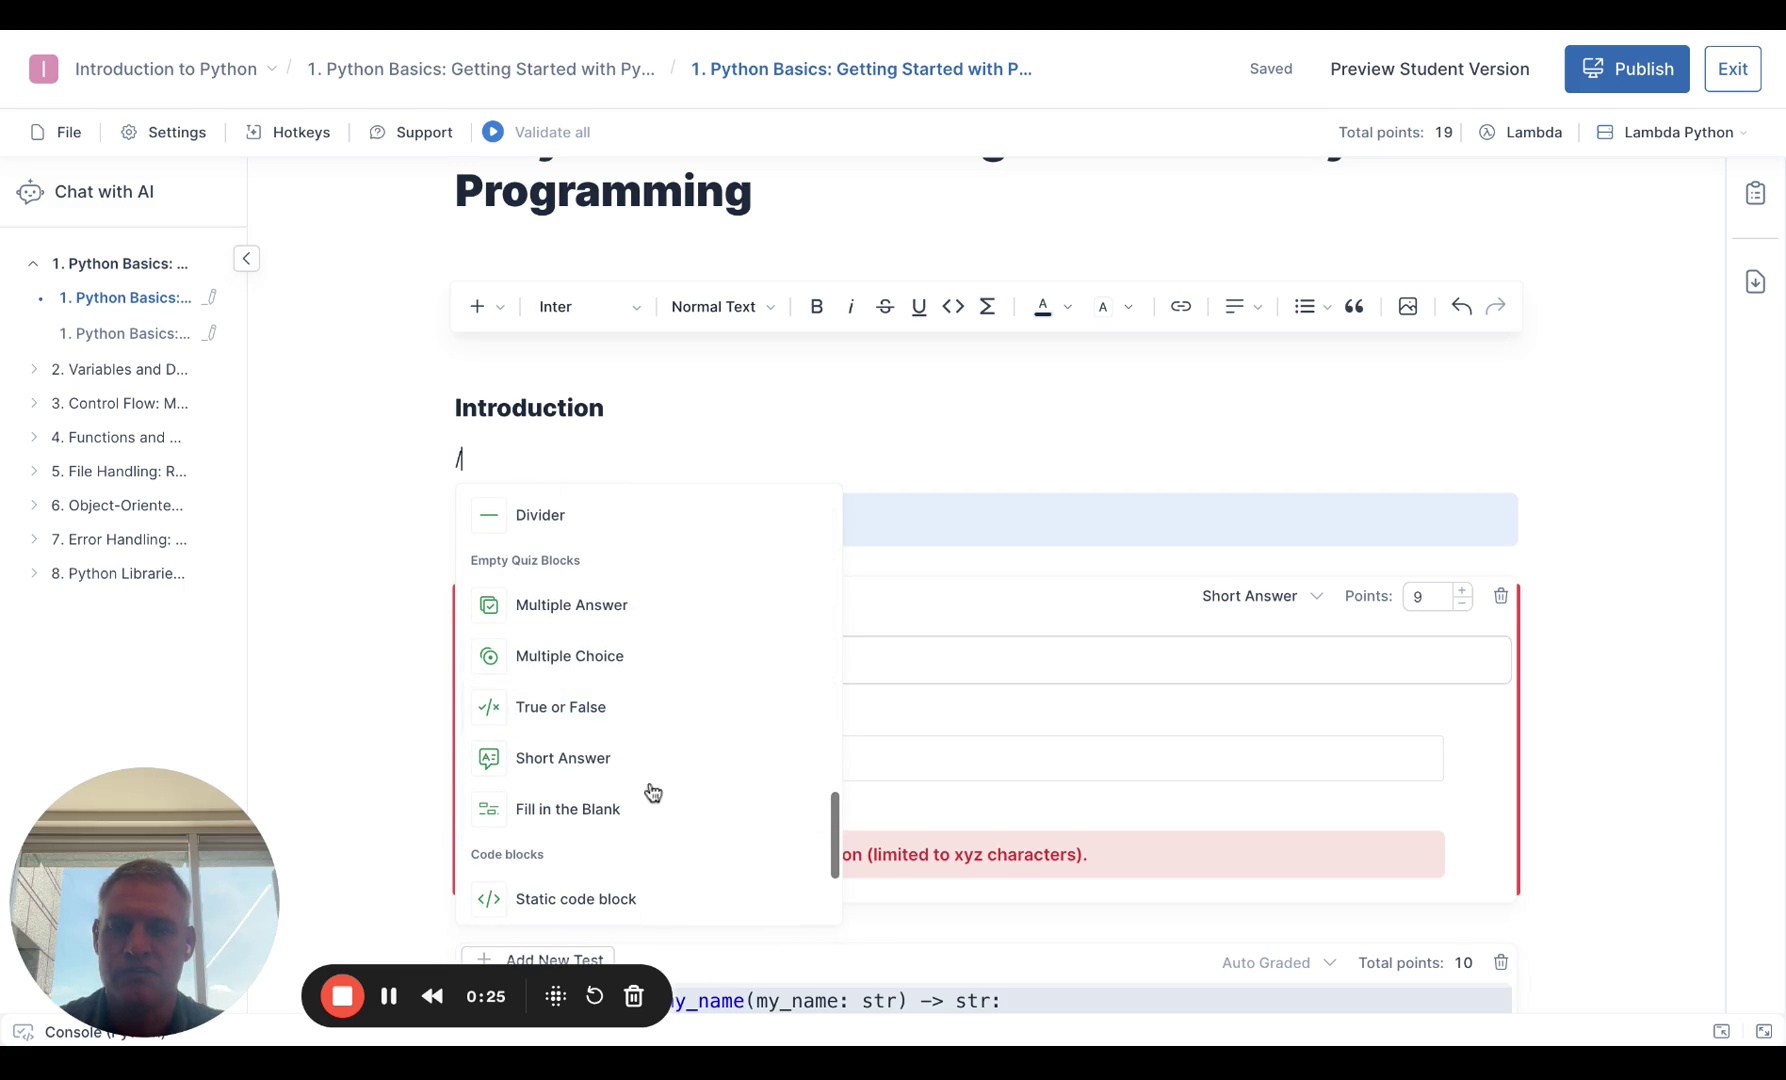 I Introduction to Python / 1. Python Basics: Getting Started with Py... / 1. Python Basics: Getting Started with P... Saved Preview Student Version Publish Exit
File Settings Hotkeys Support Validate all Total points: 19 Lambda Lambda Python
Chat with AI
Programming
1. Python Basics: ...
1. Python Basics:...
1. Python Basics:...
2. Variables and D...
3. Control Flow: M...
4. Functions and ...
5. File Handling: R...
6. Object-Oriente...
7. Error Handling: ...
8. Python Librarie...
Inter Normal Text B i S U A A
Introduction
/
Divider
Empty Quiz Blocks
Multiple Answer
Multiple Choice
True or False
Short Answer
Fill in the Blank
Code blocks
Static code block
Short Answer Points: 9
on (limited to xyz characters).
Add New Test Auto Graded Total points: 10
my_name(my_name: str) -> str:
0:25
Console